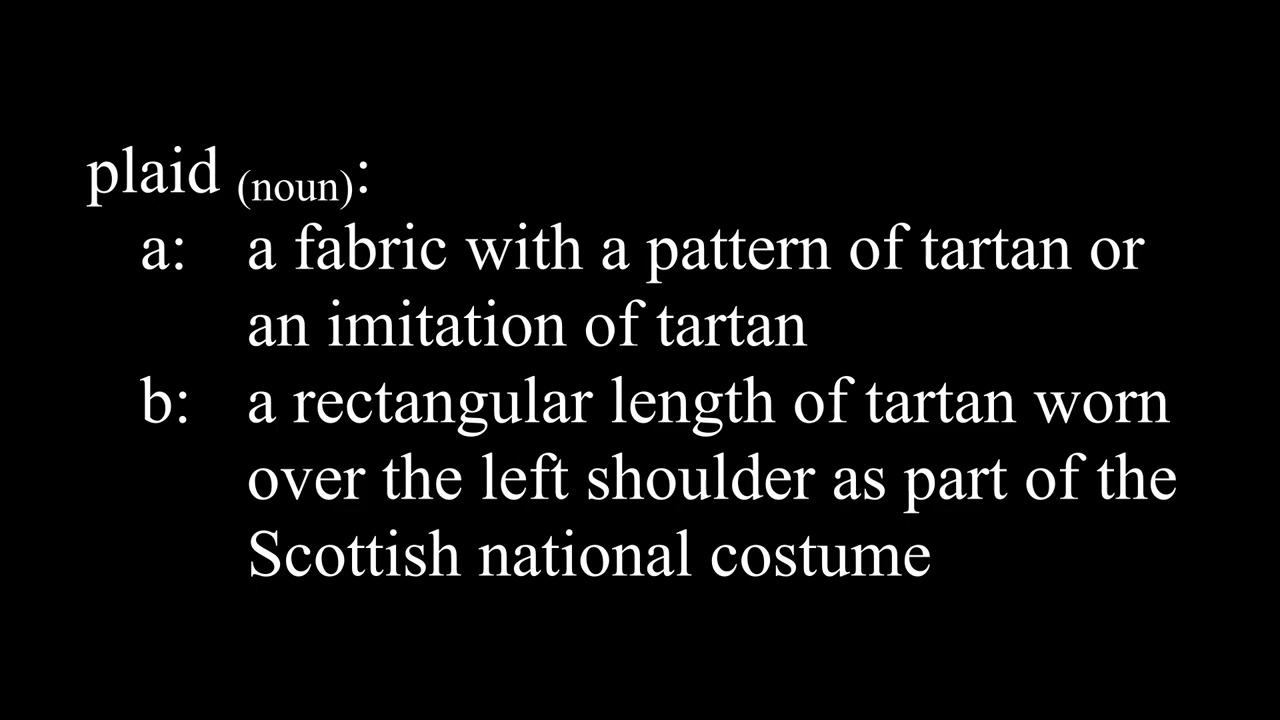 plaid (noun):
a: a fabric with a pattern of tartan or
an imitation of tartan
b: a rectangular length of tartan worn
over the left shoulder as part of the
Scottish national costume